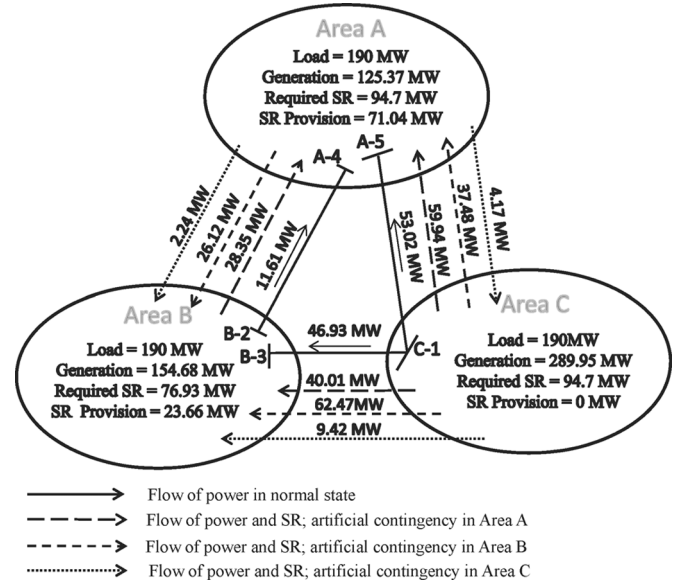 Area A
Load = 190 MW
Generation = 125.37 MW
Required SR = 94.7 MW
SR Provision = 71.04 MW
A-5
A-4
2.24 MW
26.12 MW
28.35 MW
11.61 MW
53.02 MW
59.94 MW
37.48 MW
4.17 MW
Area B
Load = 190 MW
Generation = 154.68 MW
Required SR = 76.93 MW
SR Provision = 23.66 MW
B-2
B-3
46.93 MW
C-1
40.01 MW
62.47MW
9.42 MW
Area C
Load = 190MW
Generation = 289.95 MW
Required SR = 94.7 MW
SR Provision = 0 MW
Flow of power in normal state
Flow of power and SR; artificial contingency in Area A
Flow of power and SR; artificial contingency in Area B
Flow of power and SR; artificial contingency in Area C